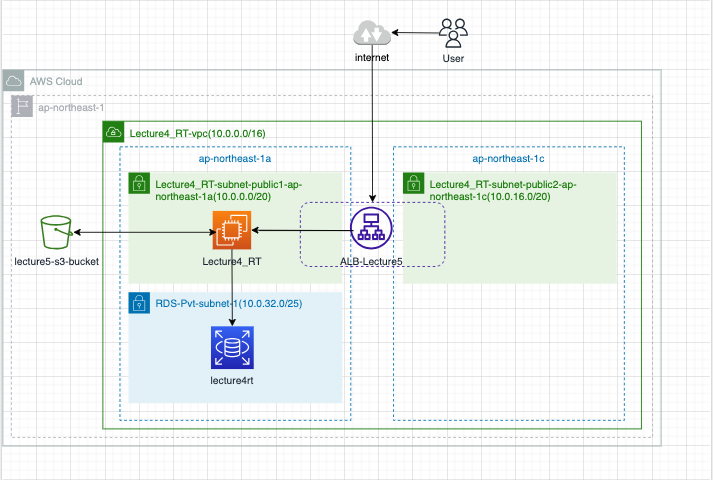 internet
User
AWS Cloud
ap-northeast-1
Lecture4_RT-vpc(10.0.0.0/16)
ap-northeast-1a
ap-northeast-1c
Lecture4_RT-subnet-public1-ap-
northeast-1a(10.0.0.0/20)
Lecture4_RT-subnet-public2-ap-
northeast-1c(10.0.16.0/20)
lecture5-s3-bucket
Lecture4_RT
ALB-Lecture5
RDS-Pvt-subnet-1(10.0.32.0/25)
lecture4rt